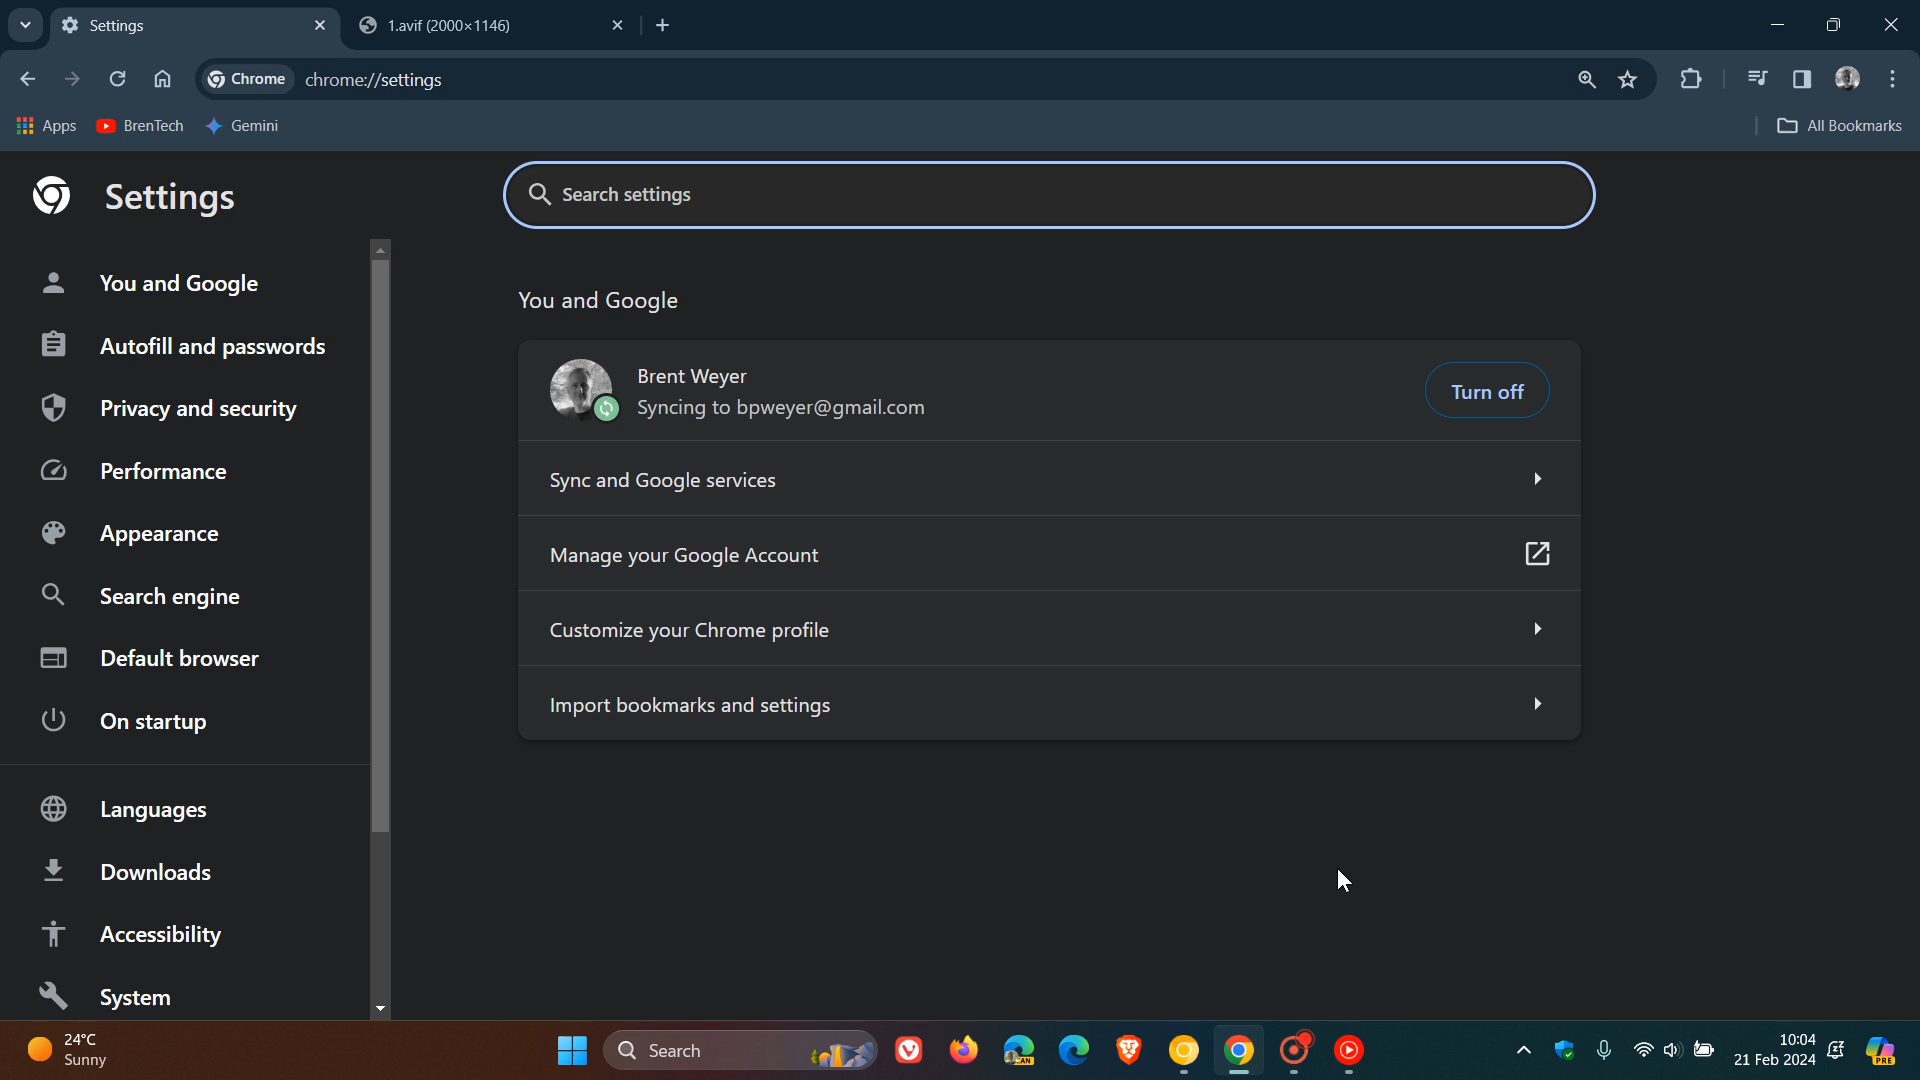 Settings
1.avif (2000×1146)
Chrome
chrome://settings
Apps
BrenTech
Gemini
All Bookmarks
Settings
Search settings
You and Google
Autofill and passwords
Privacy and security
Performance
Appearance
Search engine
Default browser
On startup
Languages
Downloads
Accessibility
System
You and Google
Brent Weyer
Syncing to bpweyer@gmail.com
Turn off
Sync and Google services
Manage your Google Account
Customize your Chrome profile
Import bookmarks and settings
24°C
Sunny
Search
CAN
10:04
21 Feb 2024
PRE